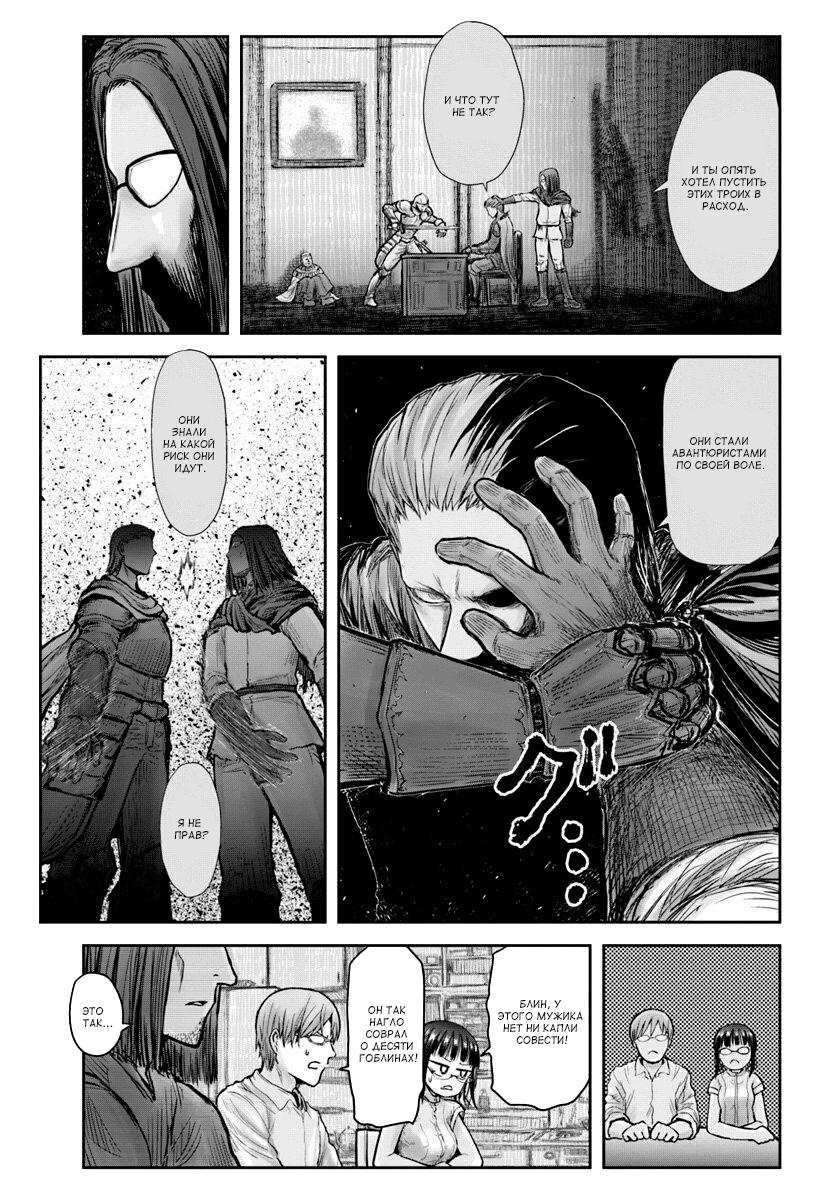 И ТЫ ОПЯТЬ
ХОТЕЛ ПУСТИТЬ
ЭТИХ ТРОИХ В
РАСХОД.
И ЧТО ТУТ
НЕ ТАК?
ОНИ СТАЛИ
АВАНТЮРИСТАМИ
ПО СВОЕЙ ВОЛЕ.
グッ…
ОНИ
ЗНАЛИ
НА КАКОЙ
РИСК ОНИ
ИДУТ.
Я НЕ
ПРАВ?
БЛИН, У
ЭТОГО МУЖИКА
НЕТ НИ КАПЛИ
СОВЕСТИ!
ОН ТАК
НАГЛО
СОВРАЛ
О ДЕСЯТИ
ГОБЛИНАХ!
ЭТО
ТАК...